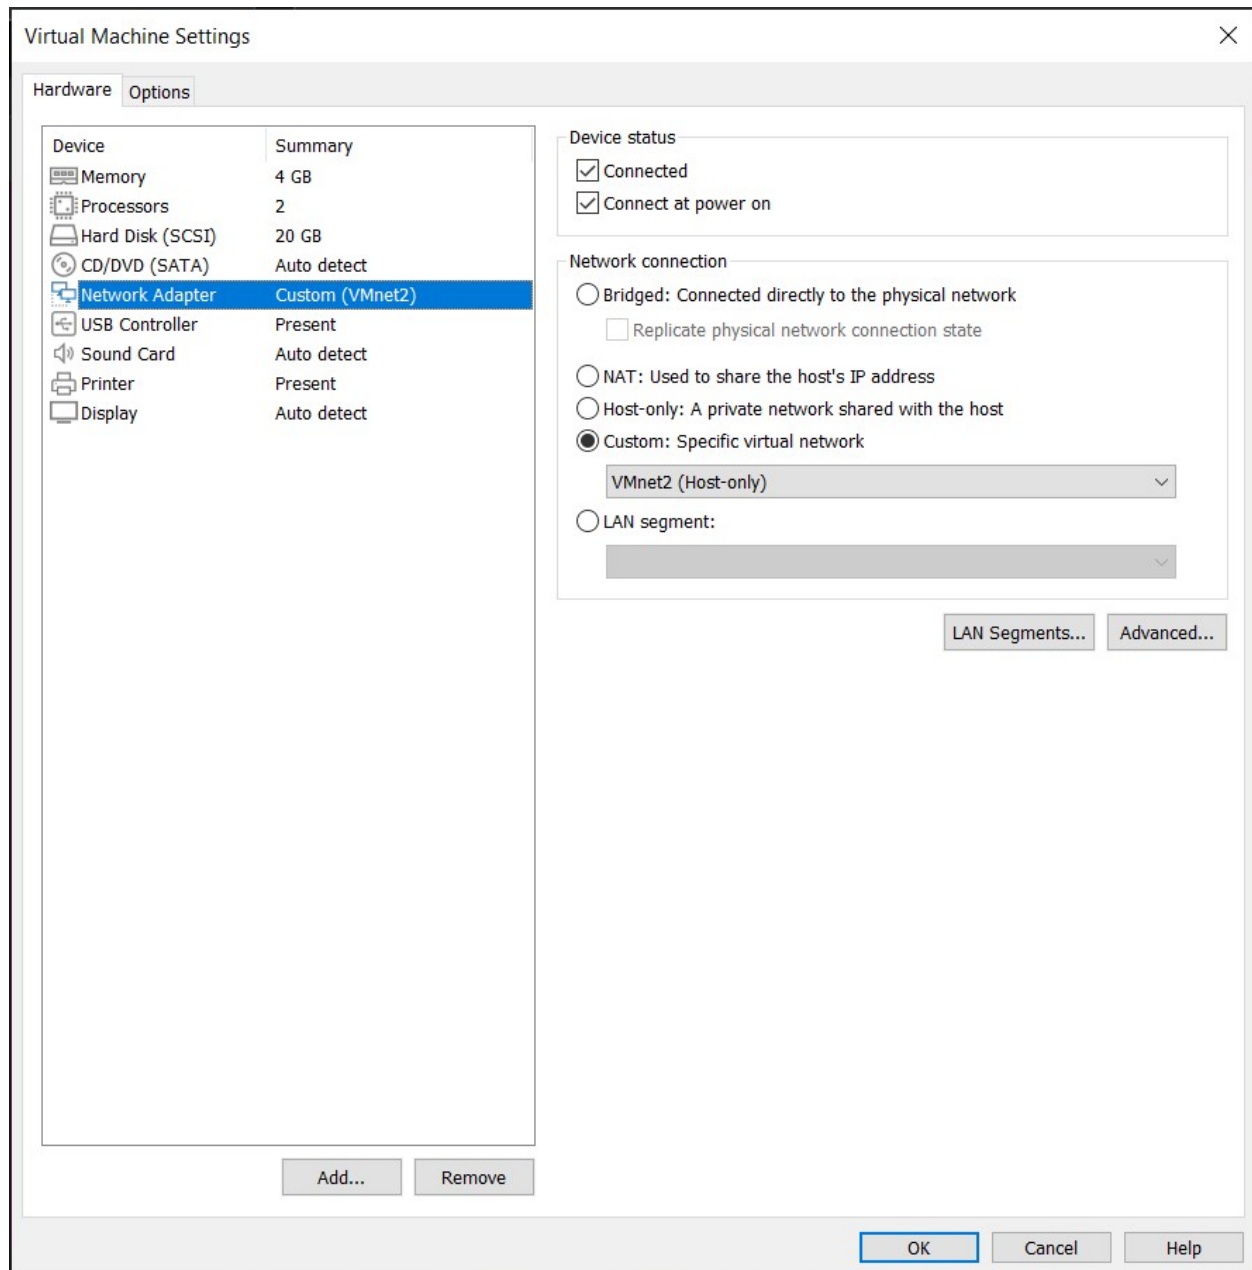 Virtual Machine Settings
Hardware Options
Device Summary
Memory 4 GB
Processors 2
Hard Disk (SCSI) 20 GB
CD/DVD (SATA) Auto detect
Network Adapter Custom (VMnet2)
USB Controller Present
Sound Card Auto detect
Printer Present
Display Auto detect
Device status
Connected
Connect at power on
Network connection
Bridged: Connected directly to the physical network
Replicate physical network connection state
NAT: Used to share the host's IP address
Host-only: A private network shared with the host
Custom: Specific virtual network
VMnet2 (Host-only)
LAN segment:
LAN Segments... Advanced...
Add... Remove
OK Cancel Help